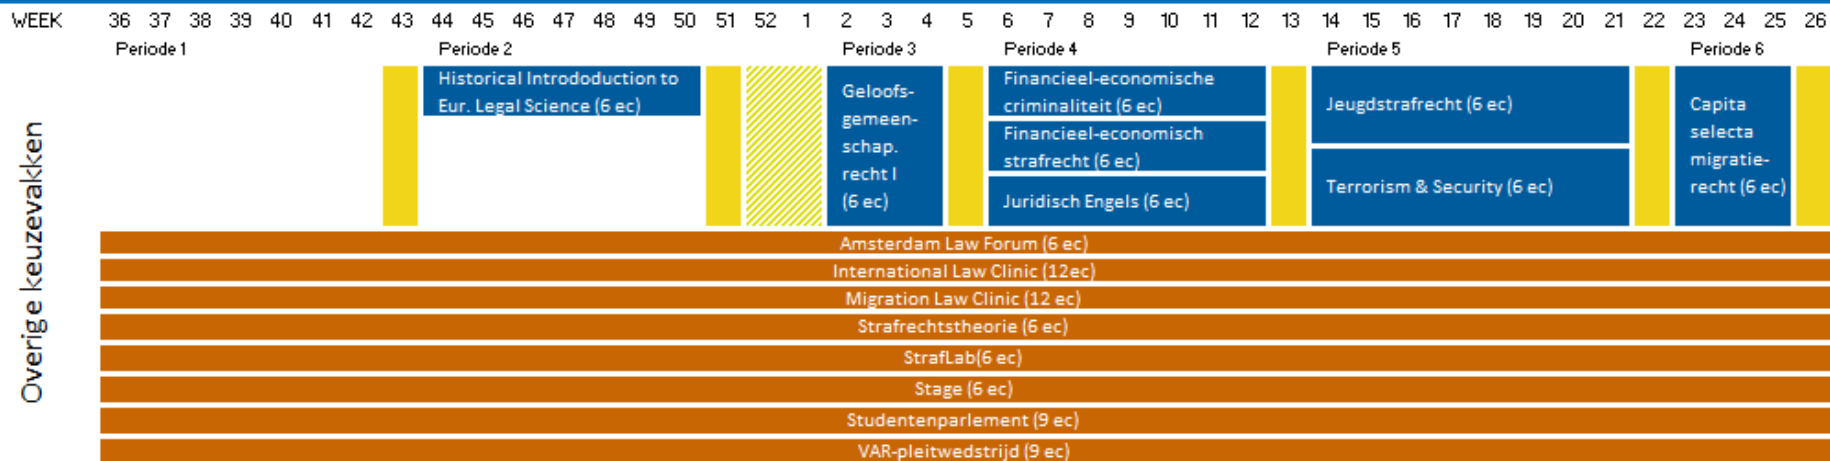 WEEK 36 37 38 39 40 41 42 43 44 45 46 47 48 49 50 51 52 1 2 3 4 5 6 7 8 9 10 11 12 13 14 15 16 17 18 19 20 21 22 23 24 25 26
Periode 1 Periode 2 Periode 3 Periode 4 Periode 5 Periode 6
Overige keuzevakken
Historical Intrododuction to
Eur. Legal Science (6 ec)
Geloofs-
gemeen-
schap.
recht I
(6 ec)
Financieel-economische
criminaliteit (6 ec)
Financieel-economisch
strafrecht (6 ec)
Juridisch Engels (6 ec)
Jeugdstrafrecht (6 ec)
Terrorism & Security (6 ec)
Capita
selecta
migratie-
recht (6 ec)
Amsterdam Law Forum (6 ec)
International Law Clinic (12ec)
Migration Law Clinic (12 ec)
Strafrechtstheorie (6 ec)
StrafLab(6 ec)
Stage (6 ec)
Studentenparlement (9 ec)
VAR-pleitwedstrijd (9 ec)